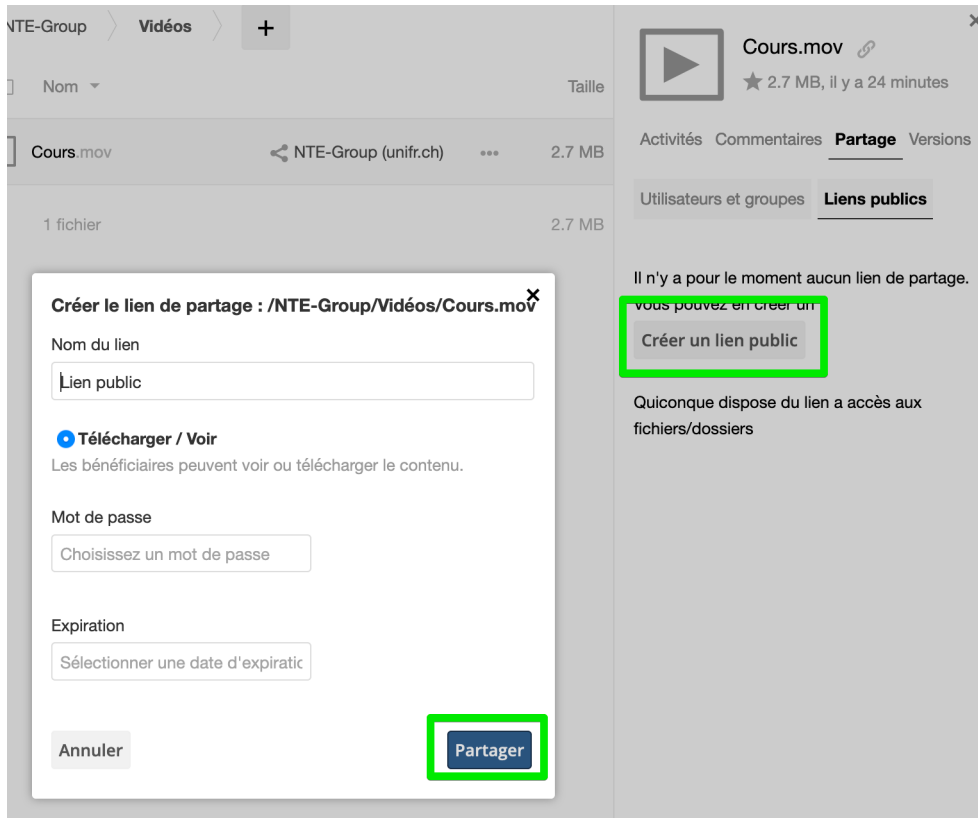 NTE-Group Vidéos +
Nom Taille
Cours.mov NTE-Group (unifr.ch) ••• 2.7 MB
1 fichier 2.7 MB
Cours.mov
2.7 MB, il y a 24 minutes
Activités Commentaires Partage Versions
Utilisateurs et groupes Liens publics
Il n'y a pour le moment aucun lien de partage.
Vous pouvez en créer un
Créer un lien public
Quiconque dispose du lien a accès aux
fichiers/dossiers
Créer le lien de partage : /NTE-Group/Vidéos/Cours.mov
Nom du lien
Lien public
Télécharger / Voir
Les bénéficiaires peuvent voir ou télécharger le contenu.
Mot de passe
Choisissez un mot de passe
Expiration
Sélectionner une date d'expiratic
Annuler
Partager